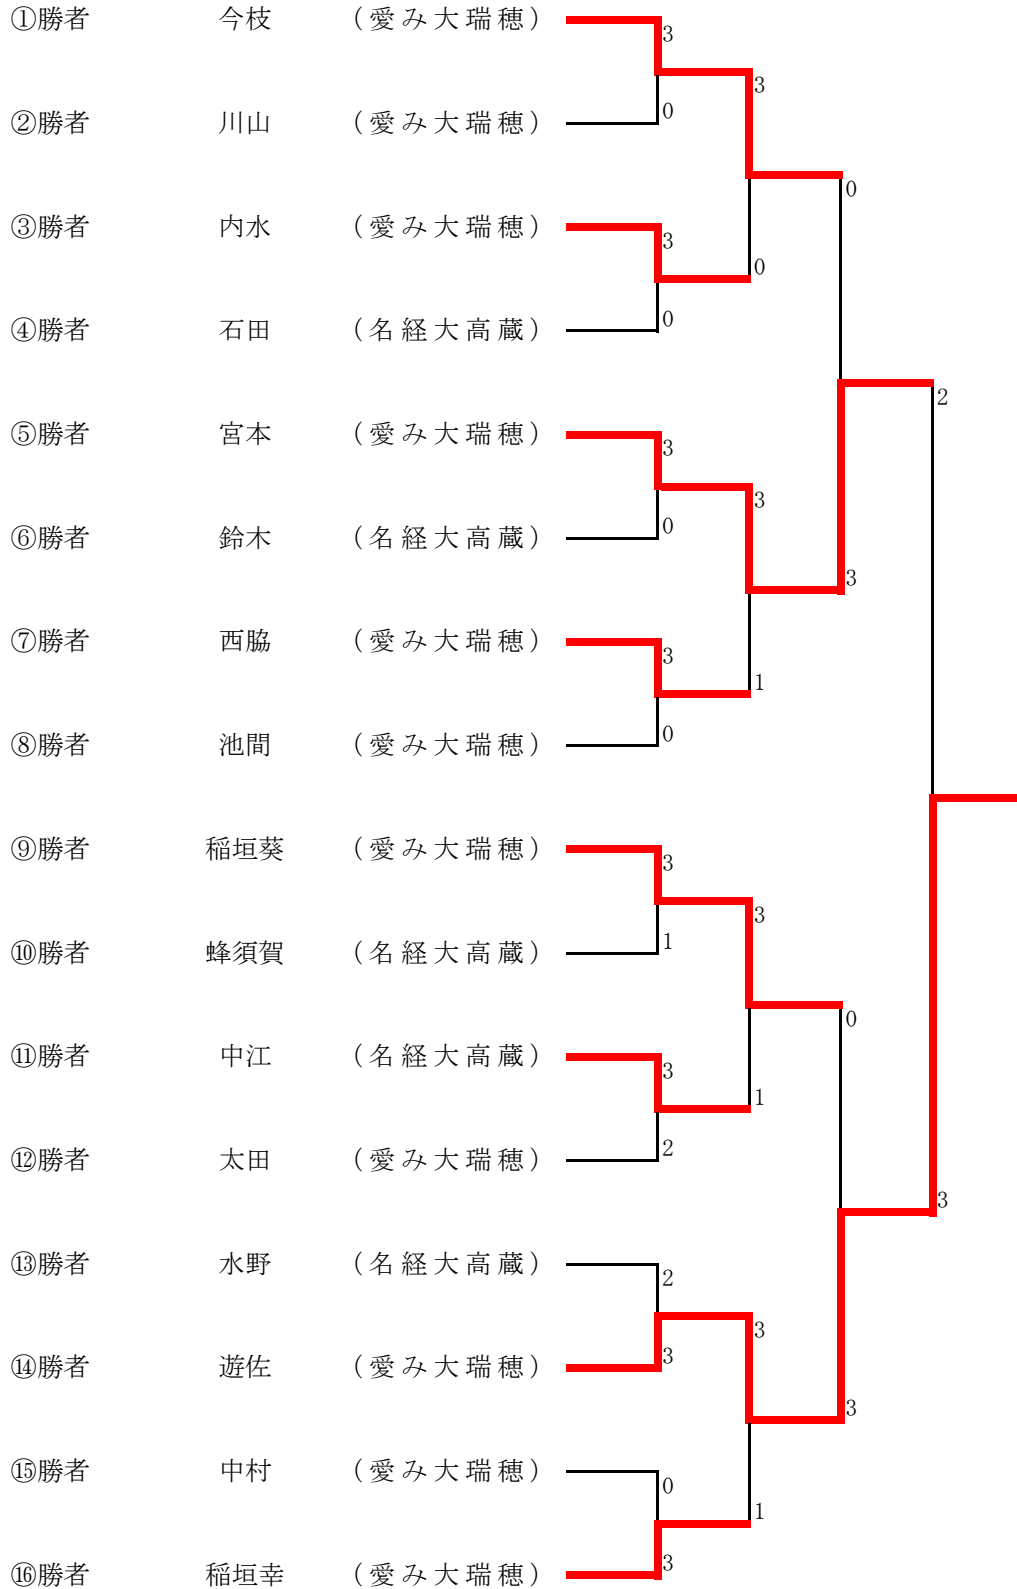 ①勝者 今枝 (愛み大瑞穂)
3
3
②勝者 川山 (愛み大瑞穂)
0
0
③勝者 内水 (愛み大瑞穂)
3
0
④勝者 石田 (名経大高蔵)
0
2
⑤勝者 宮本 (愛み大瑞穂)
3
3
⑥勝者 鈴木 (名経大高蔵)
0
3
⑦勝者 西脇 (愛み大瑞穂)
3
1
⑧勝者 池間 (愛み大瑞穂)
0
⑨勝者 稲垣葵 (愛み大瑞穂)
3
3
⑩勝者 蜂須賀 (名経大高蔵)
1
0
⑪勝者 中江 (名経大高蔵)
3
1
⑫勝者 太田 (愛み大瑞穂)
2
3
⑬勝者 水野 (名経大高蔵)
2
3
⑭勝者 遊佐 (愛み大瑞穂)
3
3
⑮勝者 中村 (愛み大瑞穂)
0
1
⑯勝者 稲垣幸 (愛み大瑞穂)
3